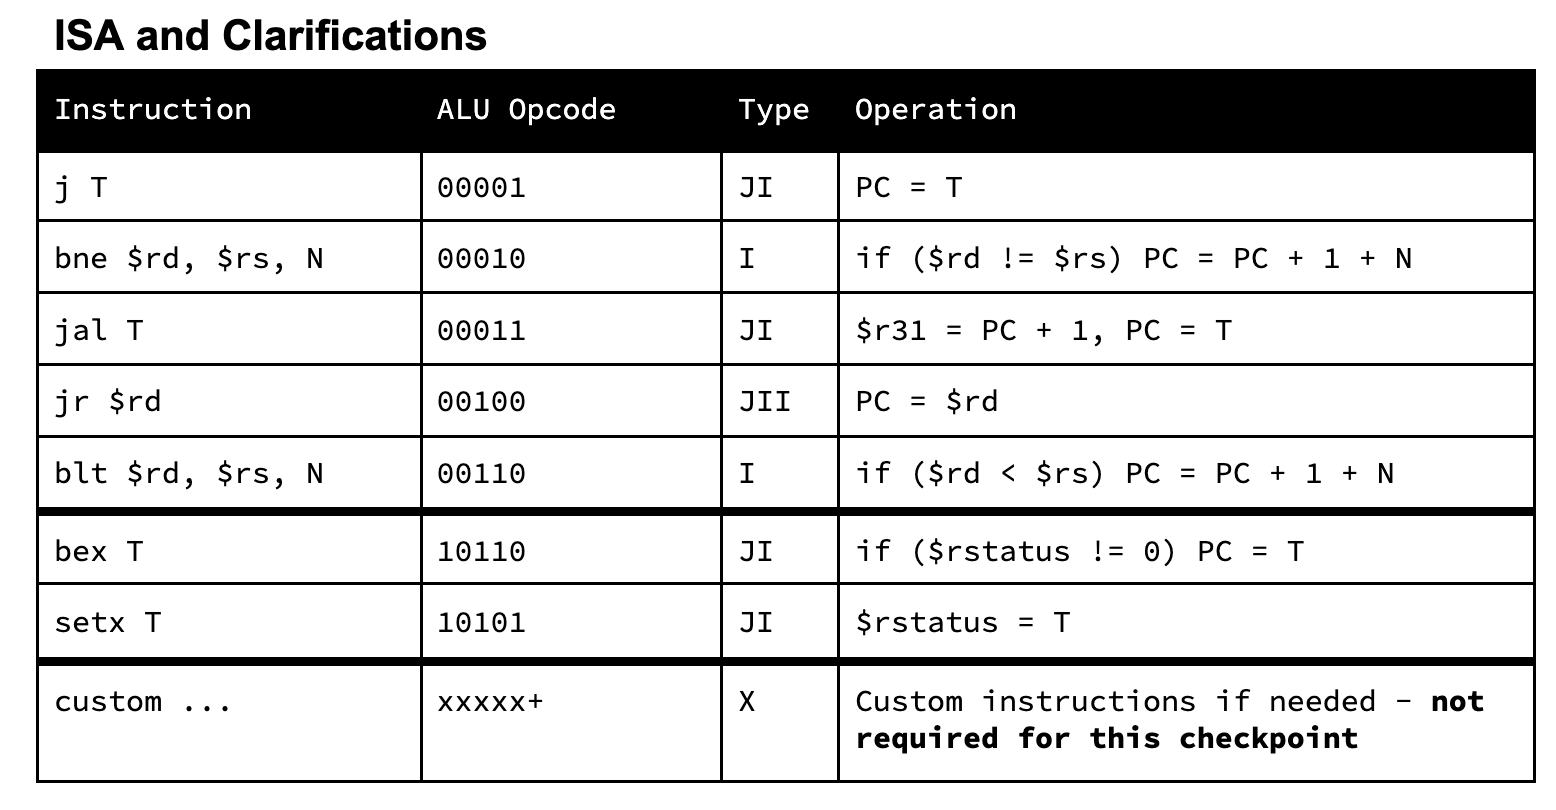 ISA and Clarifications
Instruction ALU Opcode Type Operation
j T 00001 JI PC = T
bne $rd, $rs, N 00010 I if ($rd != $rs) PC = PC + 1 + N
jal T 00011 JI $r31 = PC + 1, PC = T
jr $rd 00100 JII PC = $rd
blt $rd, $rs, N 00110 I if ($rd < $rs) PC = PC + 1 + N
bex T 10110 JI if ($rstatus != 0) PC = T
setx T 10101 JI $rstatus = T
custom ... xxxxx+ X Custom instructions if needed – not
required for this checkpoint